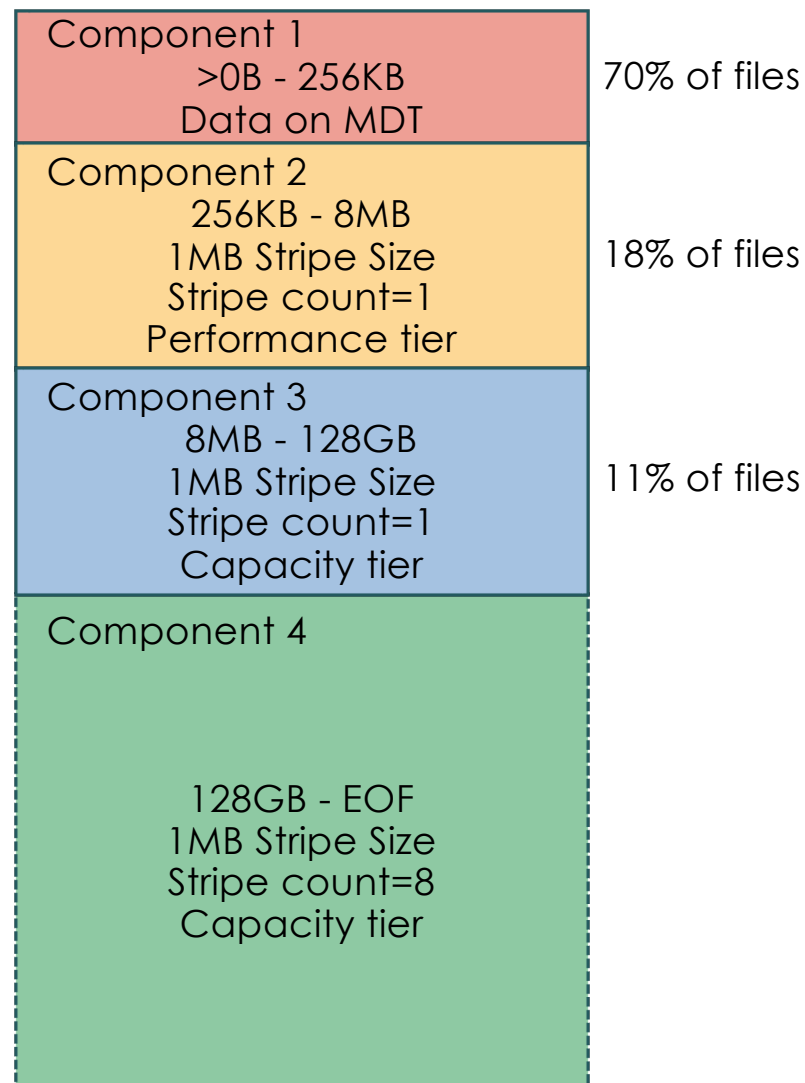 Component 1
>0B - 256KB
Data on MDT
70% of files
Component 2
256KB - 8MB
1MB Stripe Size
Stripe count=1
Performance tier
18% of files
Component 3
8MB - 128GB
1MB Stripe Size
Stripe count=1
Capacity tier
11% of files
Component 4
128GB - EOF
1MB Stripe Size
Stripe count=8
Capacity tier